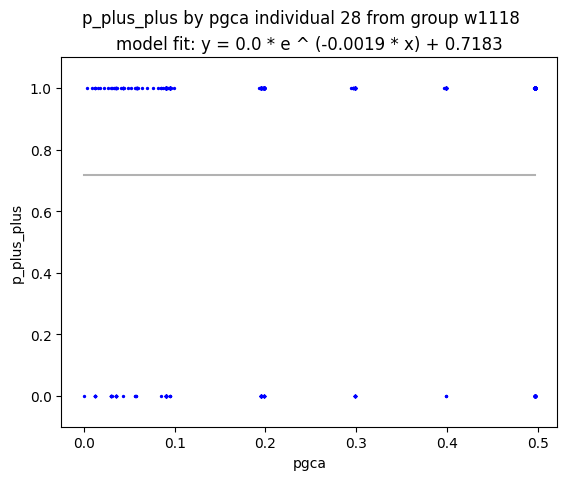 p_plus_plus by pgca individual 28 from group w1118
model fit: y = 0.0 * e ^ (-0.0019 * x) + 0.7183
1.0
0.8
0.6
0.4
0.2
0.0
p_plus_plus
0.0 0.1 0.2 0.3 0.4 0.5
pgca